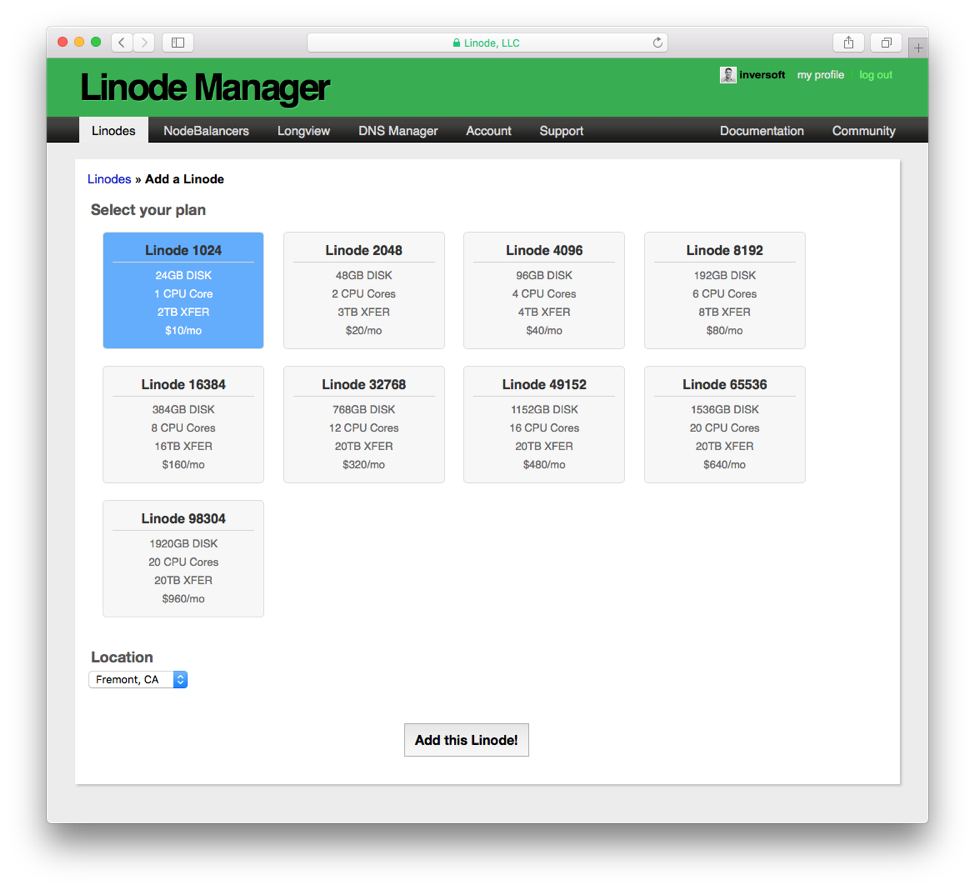 Linode, LLC
Linode Manager
inversoft my profile log out
Linodes NodeBalancers Longview DNS Manager Account Support Documentation Community
Linodes » Add a Linode
Select your plan
Linode 1024
24GB DISK
1 CPU Core
2TB XFER
$10/mo
Linode 2048
48GB DISK
2 CPU Cores
3TB XFER
$20/mo
Linode 4096
96GB DISK
4 CPU Cores
4TB XFER
$40/mo
Linode 8192
192GB DISK
6 CPU Cores
8TB XFER
$80/mo
Linode 16384
384GB DISK
8 CPU Cores
16TB XFER
$160/mo
Linode 32768
768GB DISK
12 CPU Cores
20TB XFER
$320/mo
Linode 49152
1152GB DISK
16 CPU Cores
20TB XFER
$480/mo
Linode 65536
1536GB DISK
20 CPU Cores
20TB XFER
$640/mo
Linode 98304
1920GB DISK
20 CPU Cores
20TB XFER
$960/mo
Location
Fremont, CA
Add this Linode!